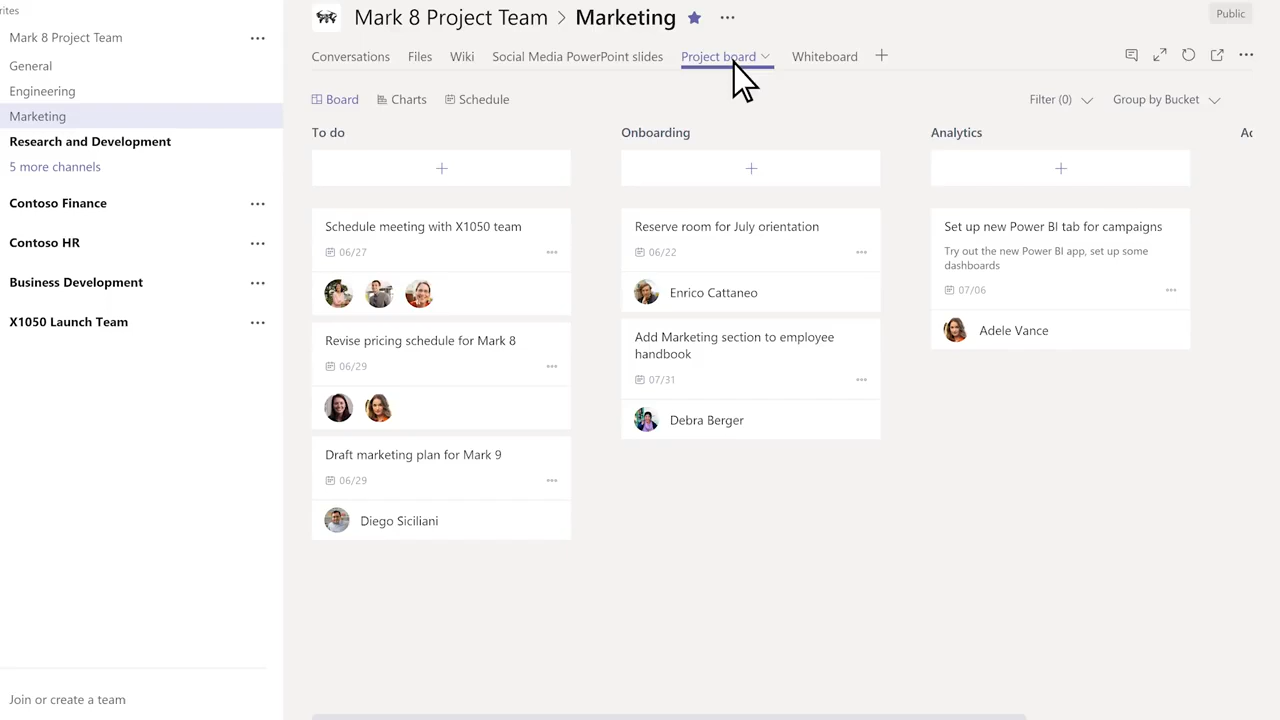 Mark 8 Project Team
General
Engineering
Marketing
Research and Development
5 more channels
Contoso Finance
Contoso HR
Business Development
X1050 Launch Team
Join or create a team
Mark 8 Project Team > Marketing
Public
Conversations Files Wiki Social Media PowerPoint slides Project board Whiteboard
Board Charts Schedule
Filter (0) Group by Bucket
To do
Schedule meeting with X1050 team
06/27
Revise pricing schedule for Mark 8
06/29
Draft marketing plan for Mark 9
06/29
Diego Siciliani
Onboarding
Reserve room for July orientation
06/22
Enrico Cattaneo
Add Marketing section to employee
handbook
07/31
Debra Berger
Analytics
Set up new Power BI tab for campaigns
Try out the new Power BI app, set up some
dashboards
07/06
Adele Vance